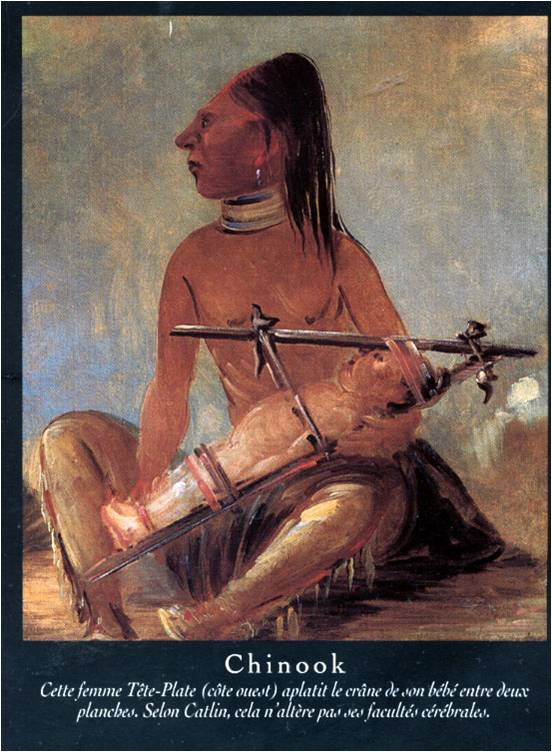 Chinook
Cette femme Tête-Plate (côte ouest) aplatit le crâne de son bébé entre deux
planches. Selon Catlin, cela n'altère pas ses facultés cérébrales.